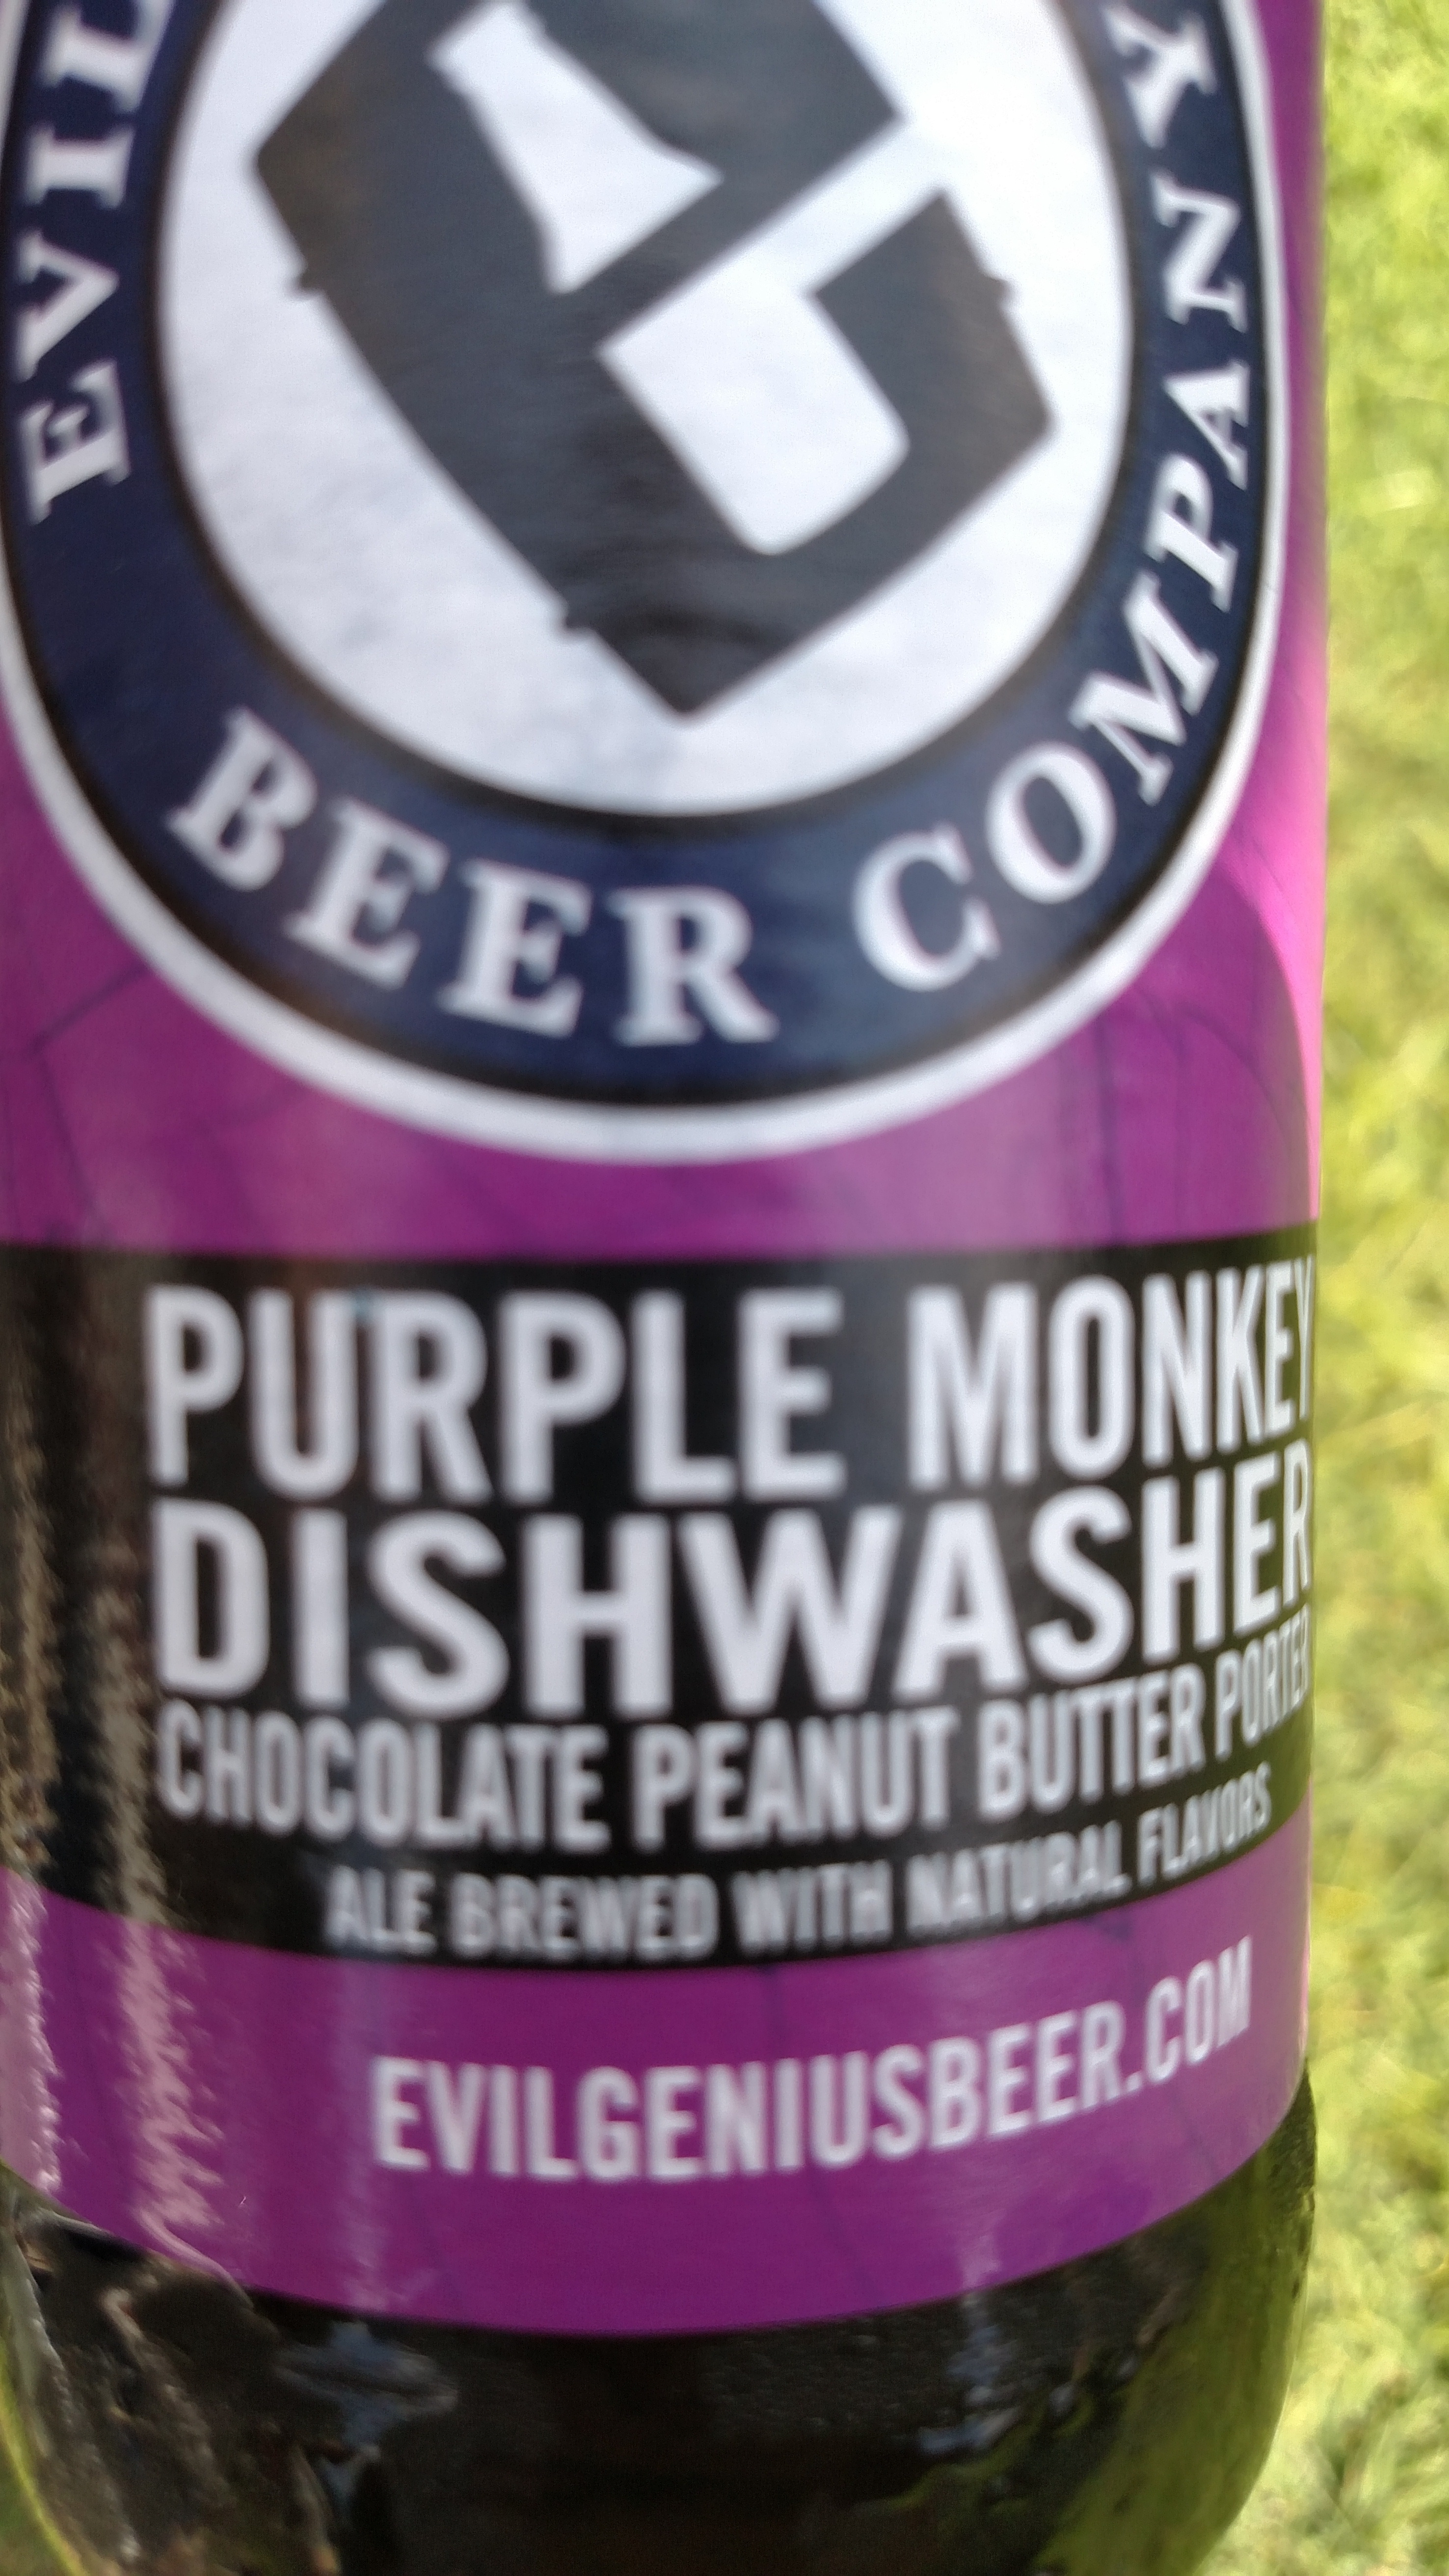 EVIL
BEER COMPANY
PURPLE MONKEY
DISHWASHER
CHOCOLATE PEANUT BUTTER PORTER
ALE BREWED WITH NATURAL FLAVORS
EVILGENIUSBEER.COM